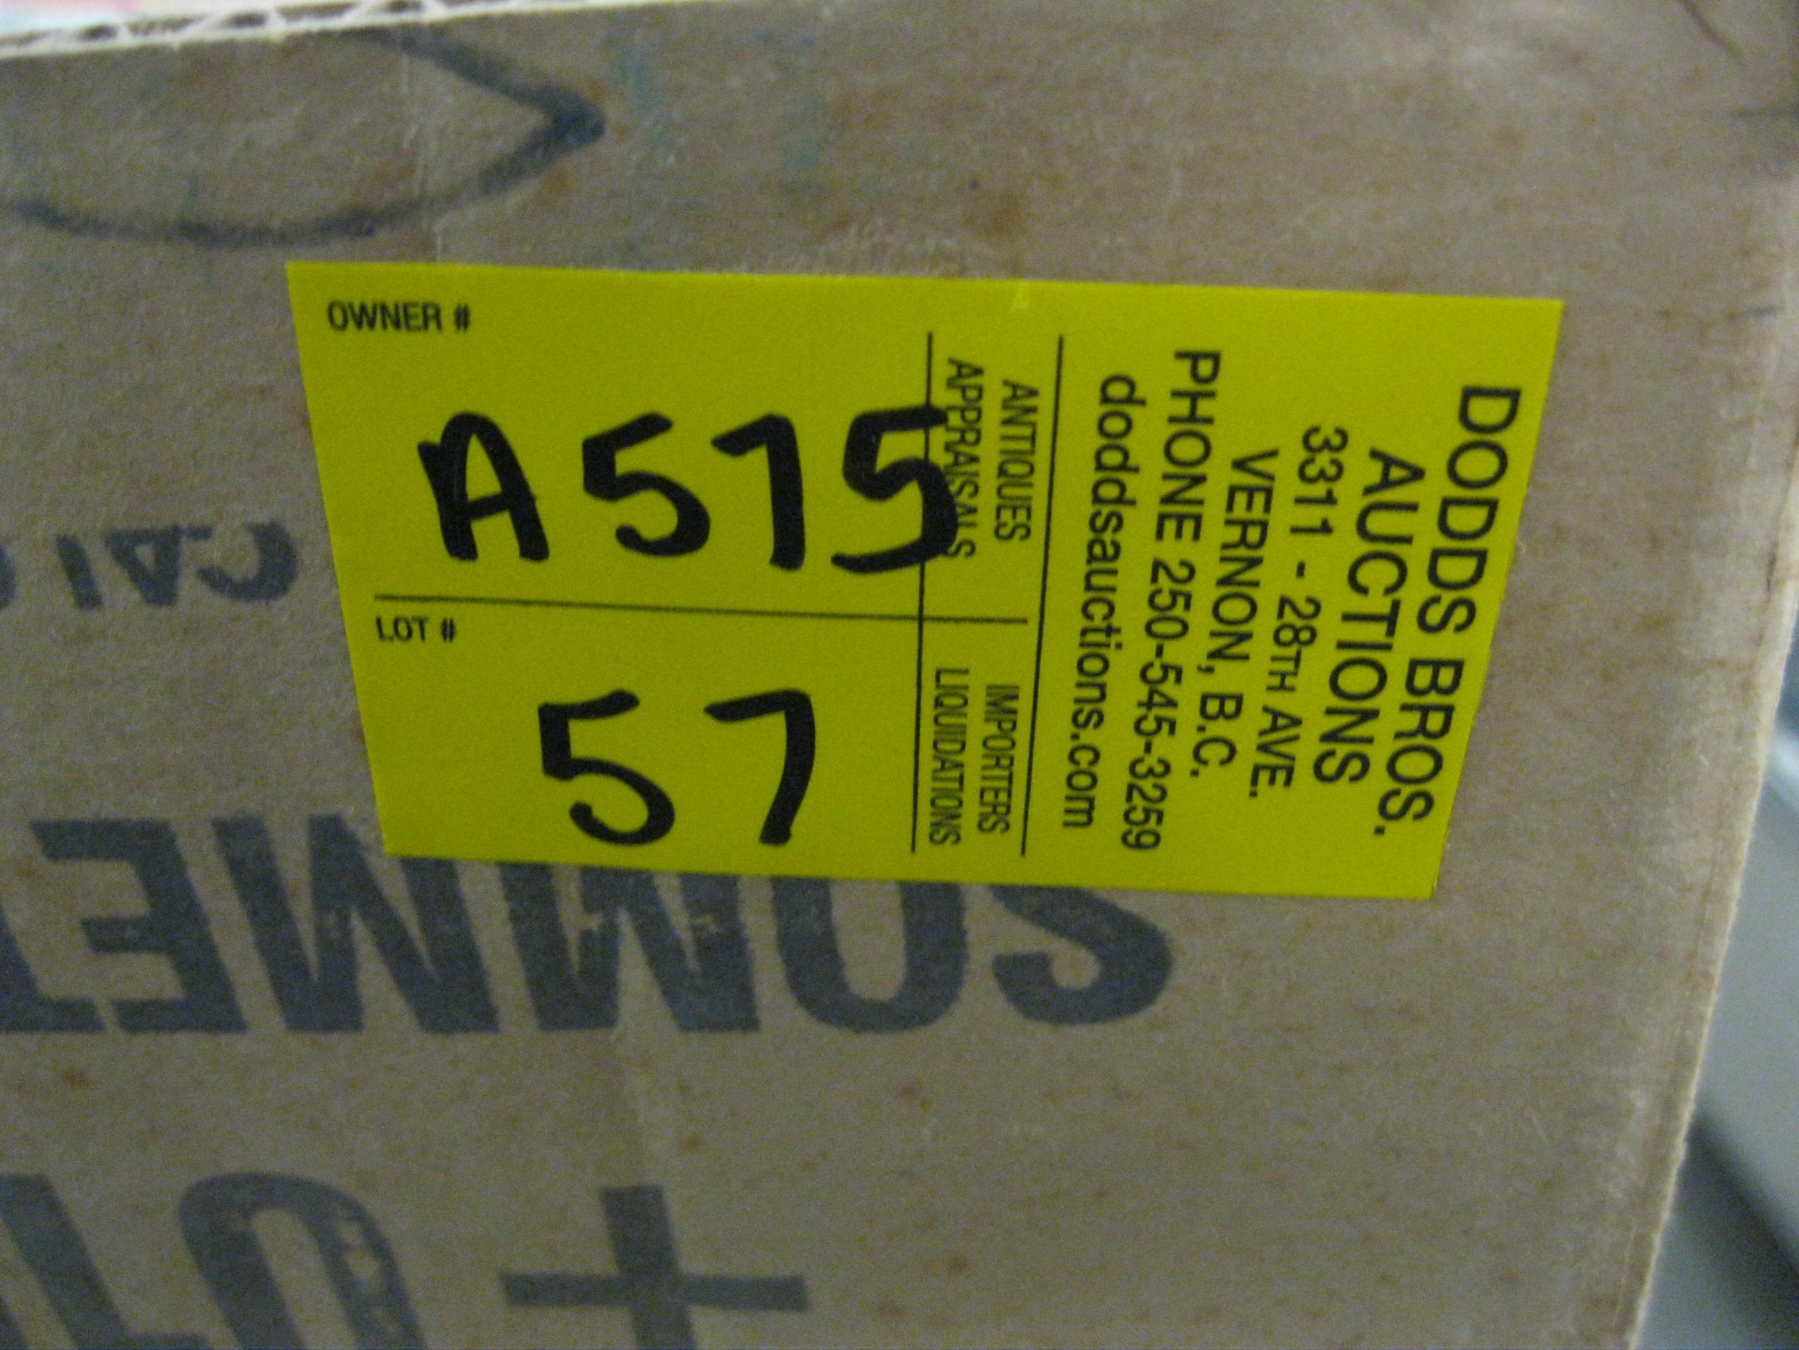 OWNER #
A515
LOT #
57
ANTIQUES
APPRAISALS
IMPORTERS
LIQUIDATIONS
DODDS BROS.
AUCTIONS
3311 - 28TH AVE.
VERNON, B.C.
PHONE 250-545-3259
doddsauctions.com